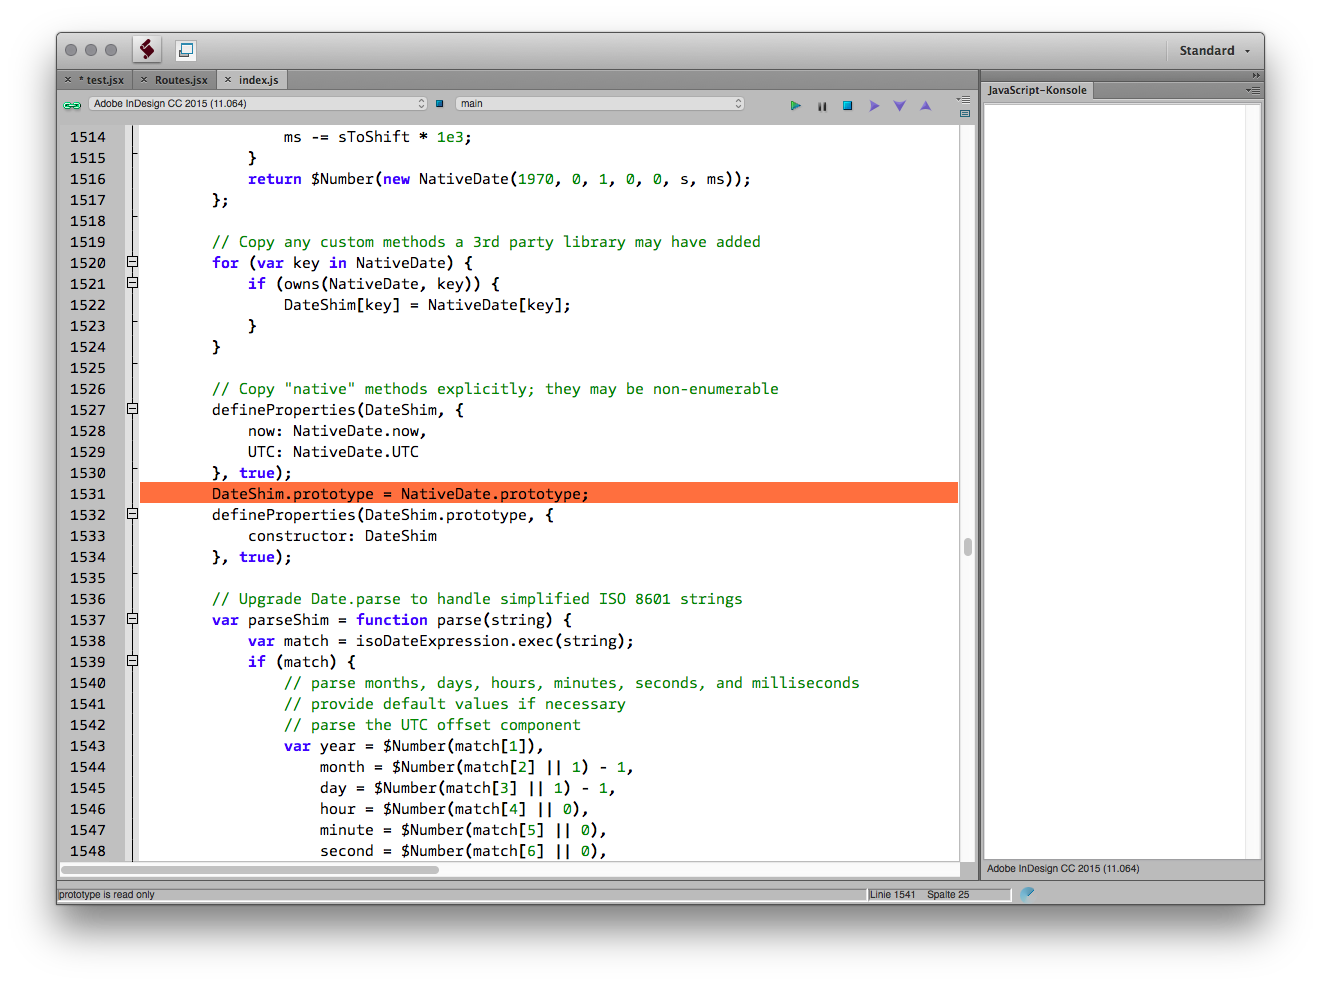 Standard
* test.jsx
Routes.jsx
index.js
Adobe InDesign CC 2015 (11.064)
main
JavaScript-Konsole
1514 ms -= sToShift * 1e3;
1515 }
1516 return $Number(new NativeDate(1970, 0, 1, 0, 0, s, ms));
1517 };
1518
1519 // Copy any custom methods a 3rd party library may have added
1520 for (var key in NativeDate) {
1521 if (owns(NativeDate, key)) {
1522 DateShim[key] = NativeDate[key];
1523 }
1524 }
1525
1526 // Copy "native" methods explicitly; they may be non-enumerable
1527 defineProperties(DateShim, {
1528 now: NativeDate.now,
1529 UTC: NativeDate.UTC
1530 }, true);
1531 DateShim.prototype = NativeDate.prototype;
1532 defineProperties(DateShim.prototype, {
1533 constructor: DateShim
1534 }, true);
1535
1536 // Upgrade Date.parse to handle simplified ISO 8601 strings
1537 var parseShim = function parse(string) {
1538 var match = isoDateExpression.exec(string);
1539 if (match) {
1540 // parse months, days, hours, minutes, seconds, and milliseconds
1541 // provide default values if necessary
1542 // parse the UTC offset component
1543 var year = $Number(match[1]),
1544 month = $Number(match[2] || 1) - 1,
1545 day = $Number(match[3] || 1) - 1,
1546 hour = $Number(match[4] || 0),
1547 minute = $Number(match[5] || 0),
1548 second = $Number(match[6] || 0),
Adobe InDesign CC 2015 (11.064)
prototype is read only
Linie 1541 Spalte 25